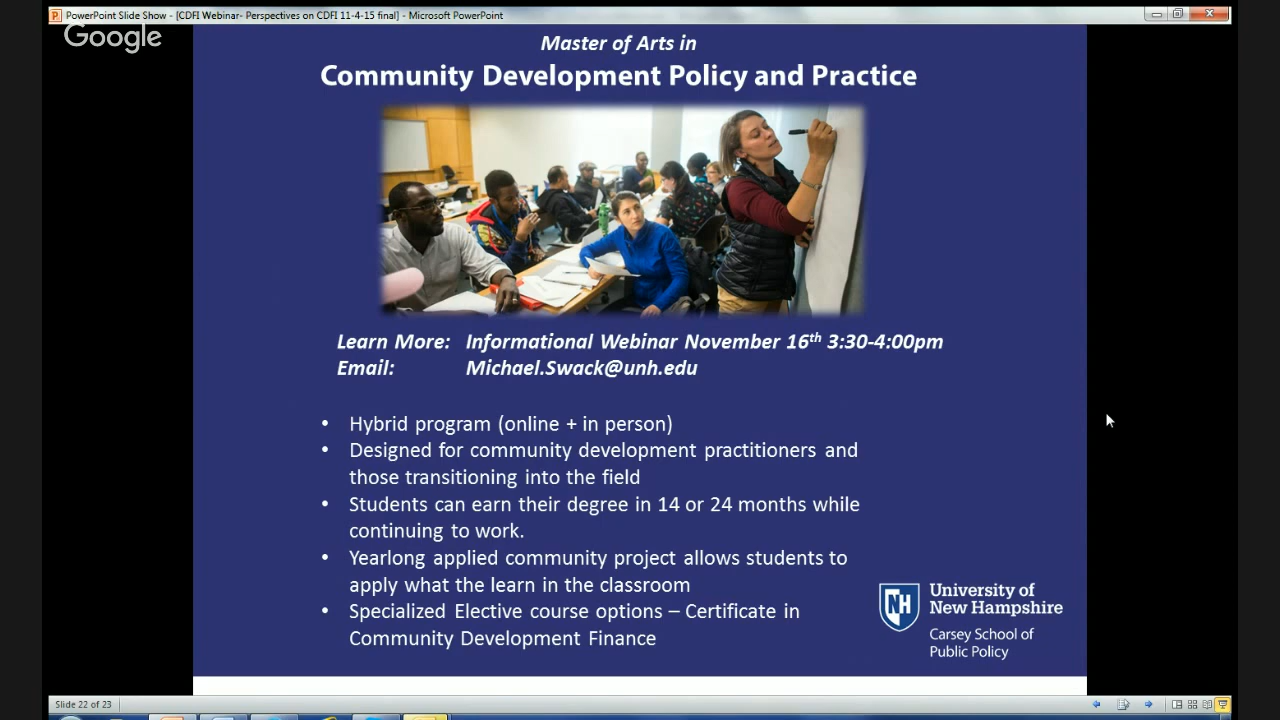 PowerPoint Slide Show - [CDFI Webinar- Perspectives on CDFI 11-4-15 final] - Microsoft PowerPoint
Google
Master of Arts in
Community Development Policy and Practice
Learn More: Informational Webinar November 16th 3:30-4:00pm
Email: Michael.Swack@unh.edu
• Hybrid program (online + in person)
• Designed for community development practitioners and
those transitioning into the field
• Students can earn their degree in 14 or 24 months while
continuing to work.
• Yearlong applied community project allows students to
apply what the learn in the classroom
• Specialized Elective course options – Certificate in
Community Development Finance
NH
University of
New Hampshire
Carsey School of
Public Policy
Slide 22 of 23